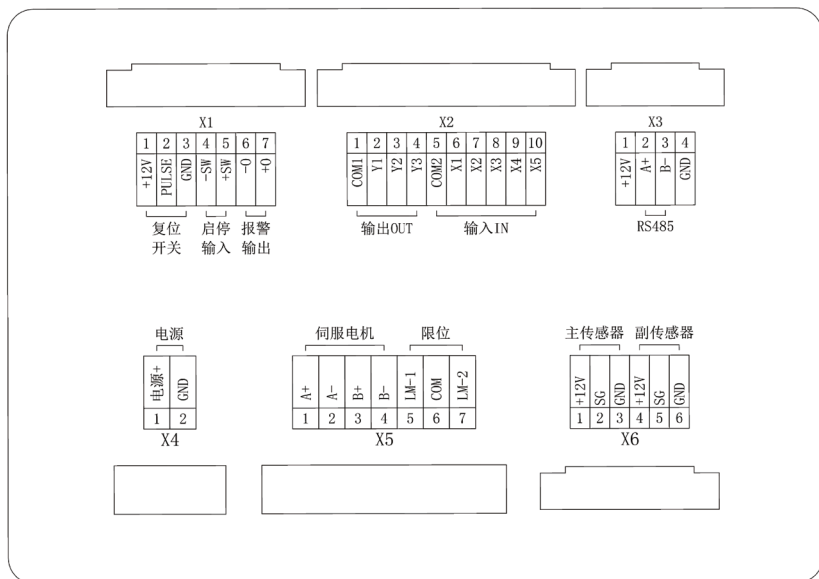 X1
1 2 3 4 5 6 7
+12V PULSE GND -SW +SW -O +O
复位开关 启停输入 报警输出
X2
1 2 3 4 5 6 7 8 9 10
COM1 Y1 Y2 Y3 COM2 X1 X2 X3 X4 X5
输出OUT 输入IN
X3
1 2 3 4
+12V A+ B- GND
RS485
电源
电源+ GND
1 2
X4
伺服电机 限位
A+ A- B+ B- LM-1 COM LM-2
1 2 3 4 5 6 7
X5
主传感器 副传感器
+12V SG GND +12V SG GND
1 2 3 4 5 6
X6